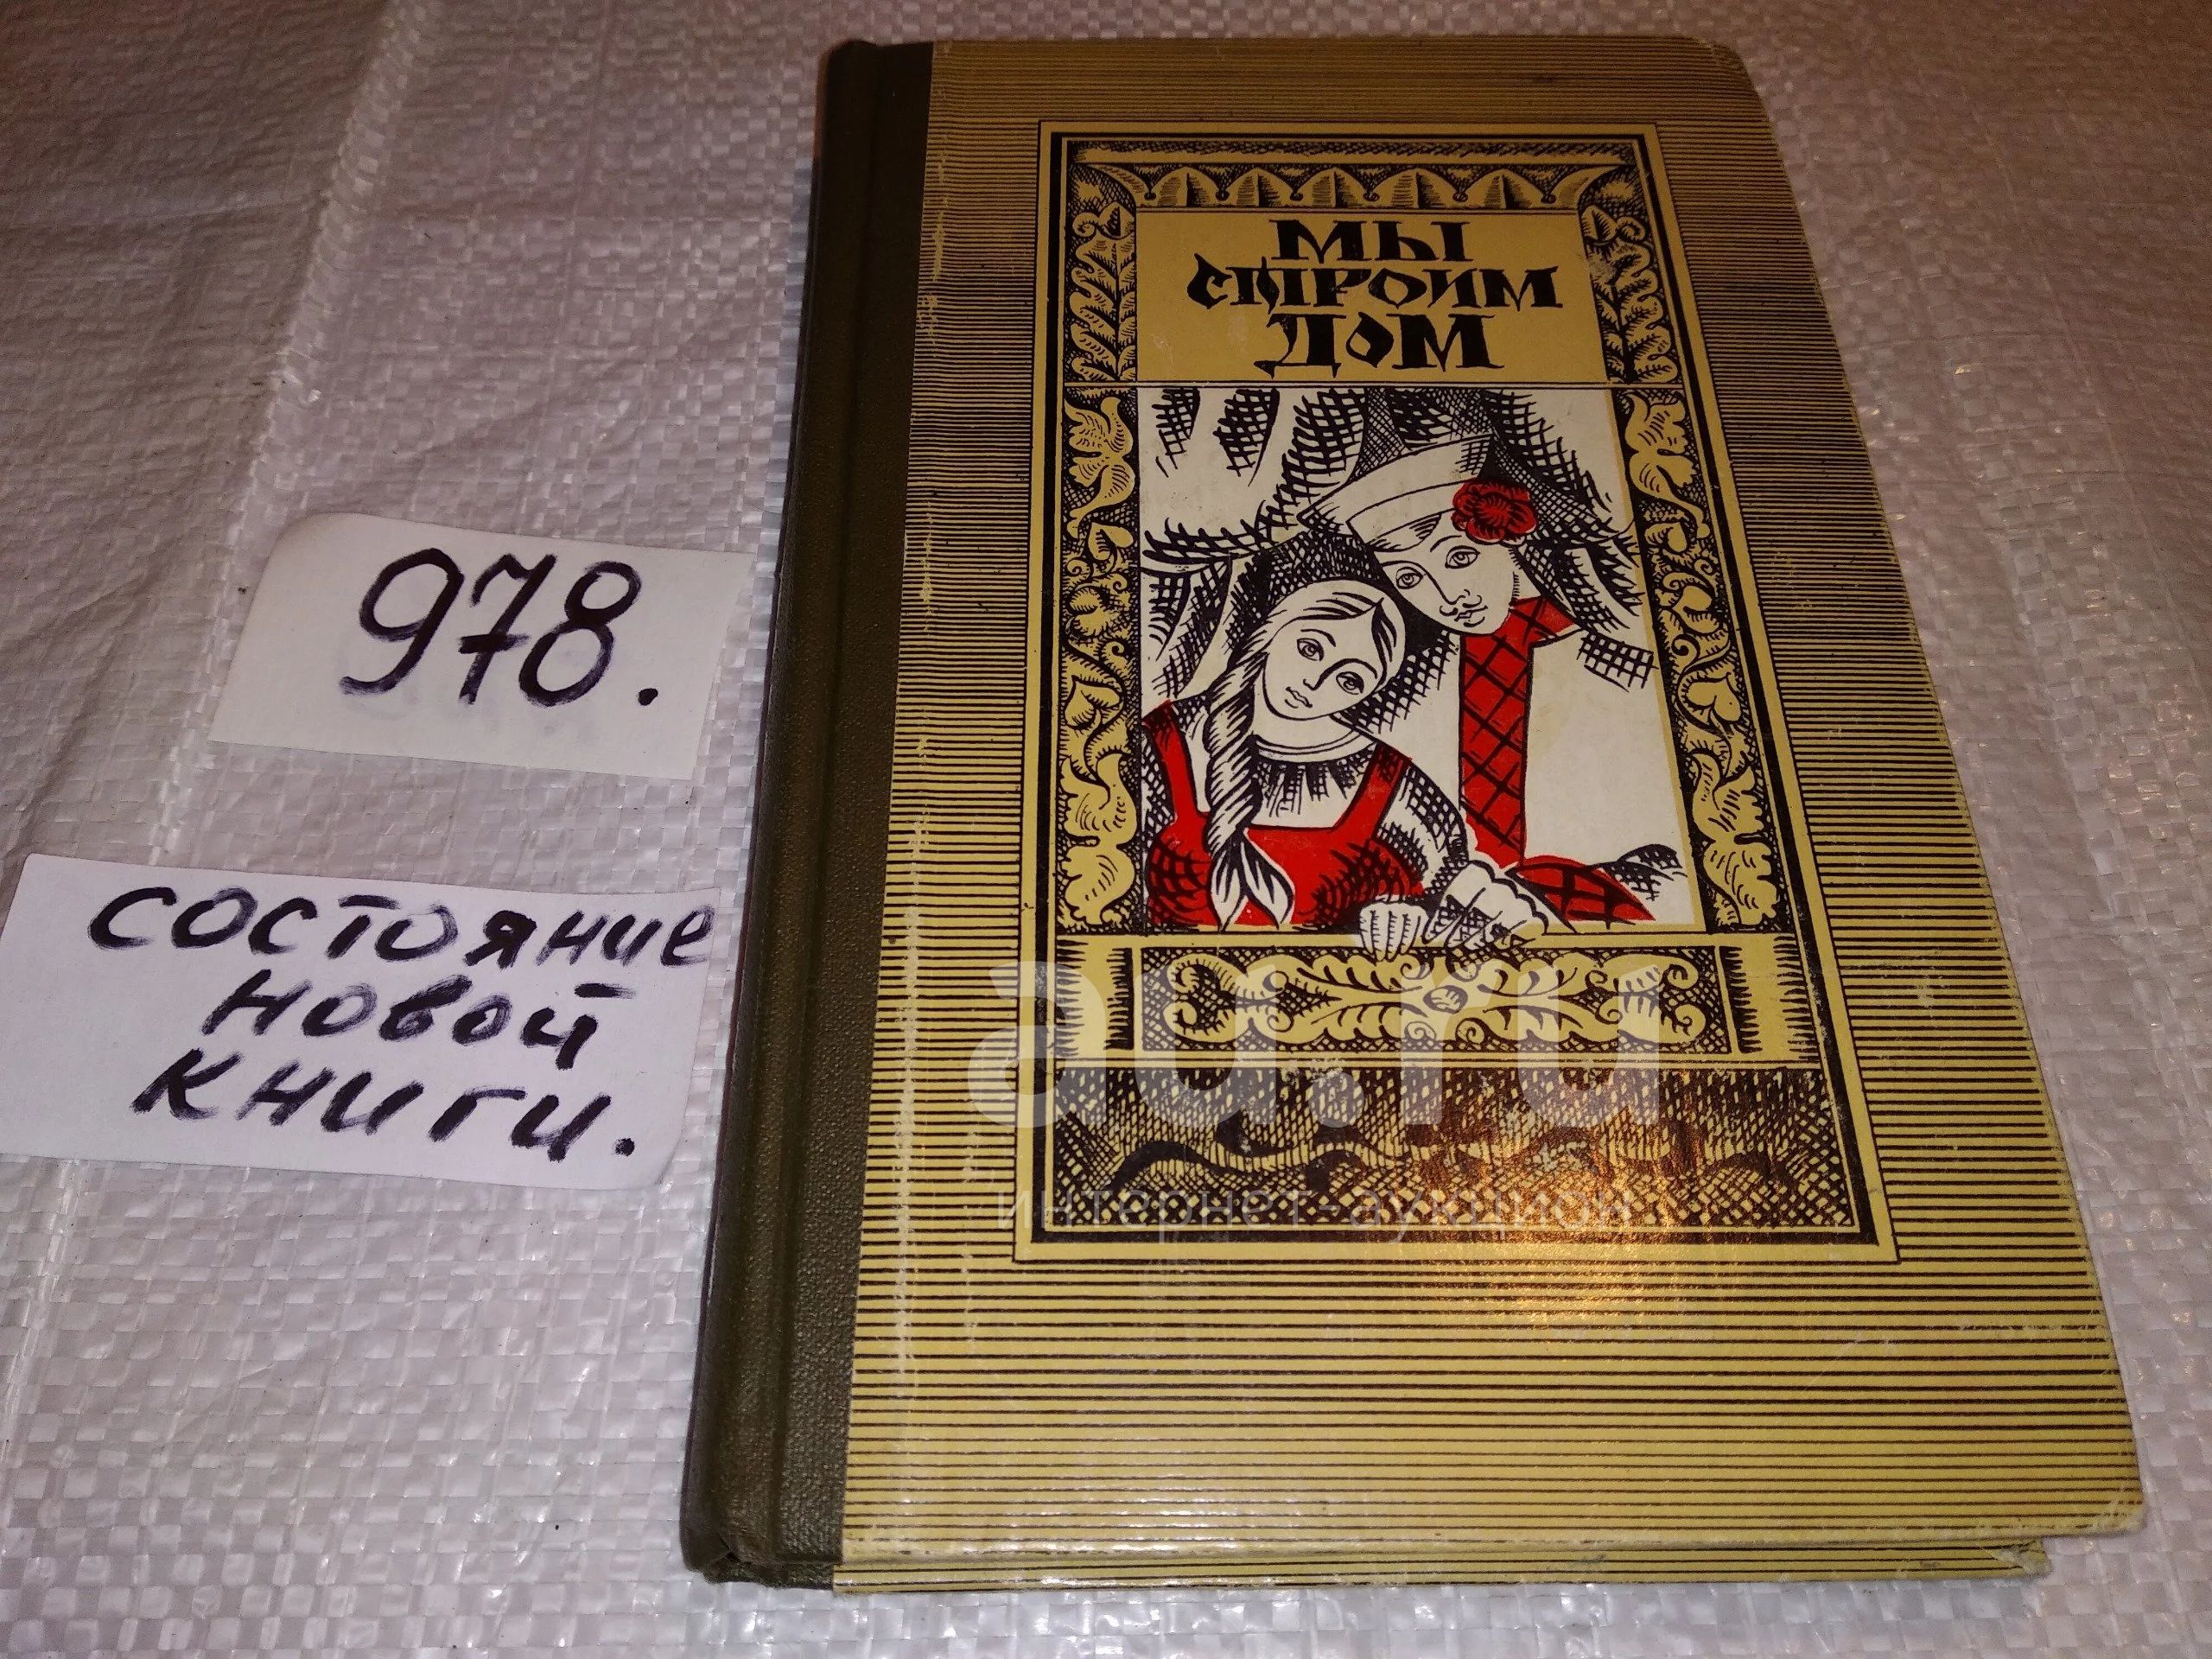 978.
состояние
новой
книги.
МЫ
СТРОИМ
ДОМ
au.ru
интернет-аукцион